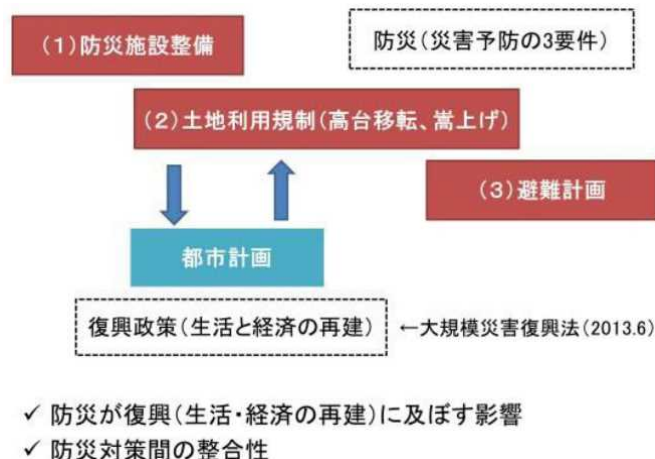 (1)防災施設整備
防災(災害予防の3要件)
(2)土地利用規制(高台移転、嵩上げ)
(3)避難計画
都市計画
復興政策(生活と経済の再建)
←大規模災害復興法(2013.6)
✓ 防災が復興(生活・経済の再建)に及ぼす影響
✓ 防災対策間の整合性